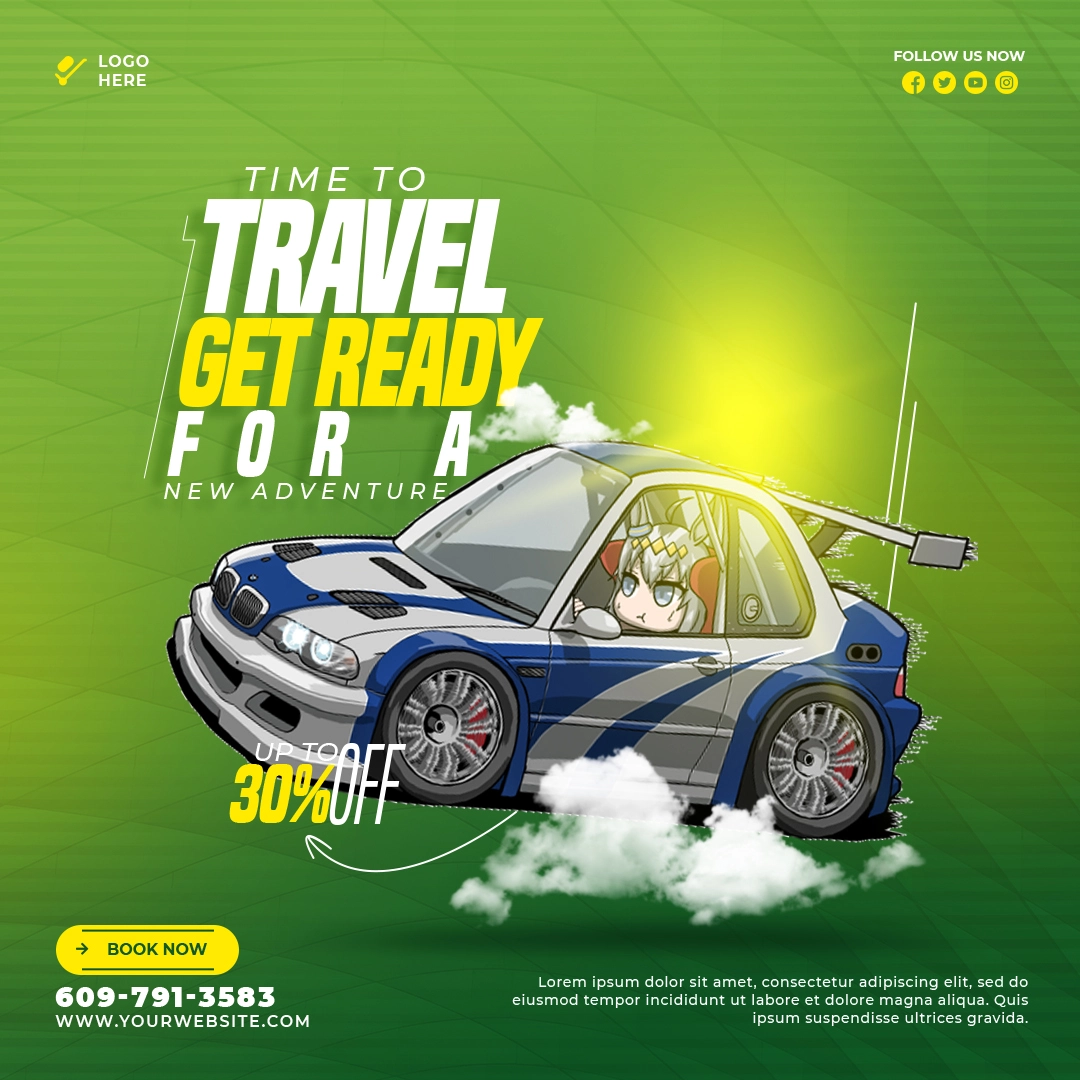 LOGO
HERE
FOLLOW US NOW
TIME TO
TRAVEL
GET READY
FOR A
NEW ADVENTURE
UP TO
30% OFF
BOOK NOW
609-791-3583
WWW.YOURWEBSITE.COM
Lorem ipsum dolor sit amet, consectetur adipiscing elit, sed do
eiusmod tempor incididunt ut labore et dolore magna aliqua. Quis
ipsum suspendisse ultrices gravida.